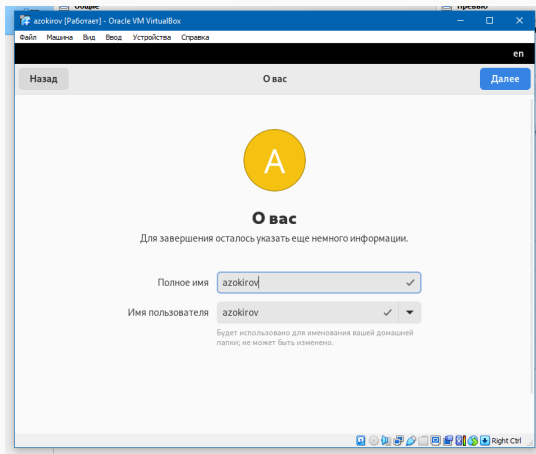 Общие
Превью
azokirov [Работает] - Oracle VM VirtualBox
Файл Машина Вид Ввод Устройства Справка
en
Назад
О вас
Далее
A
О вас
Для завершения осталось указать еще немного информации.
Полное имя azokirov
Имя пользователя azokirov
Будет использовано для именования вашей домашней
папки; не может быть изменено.
Right Ctrl